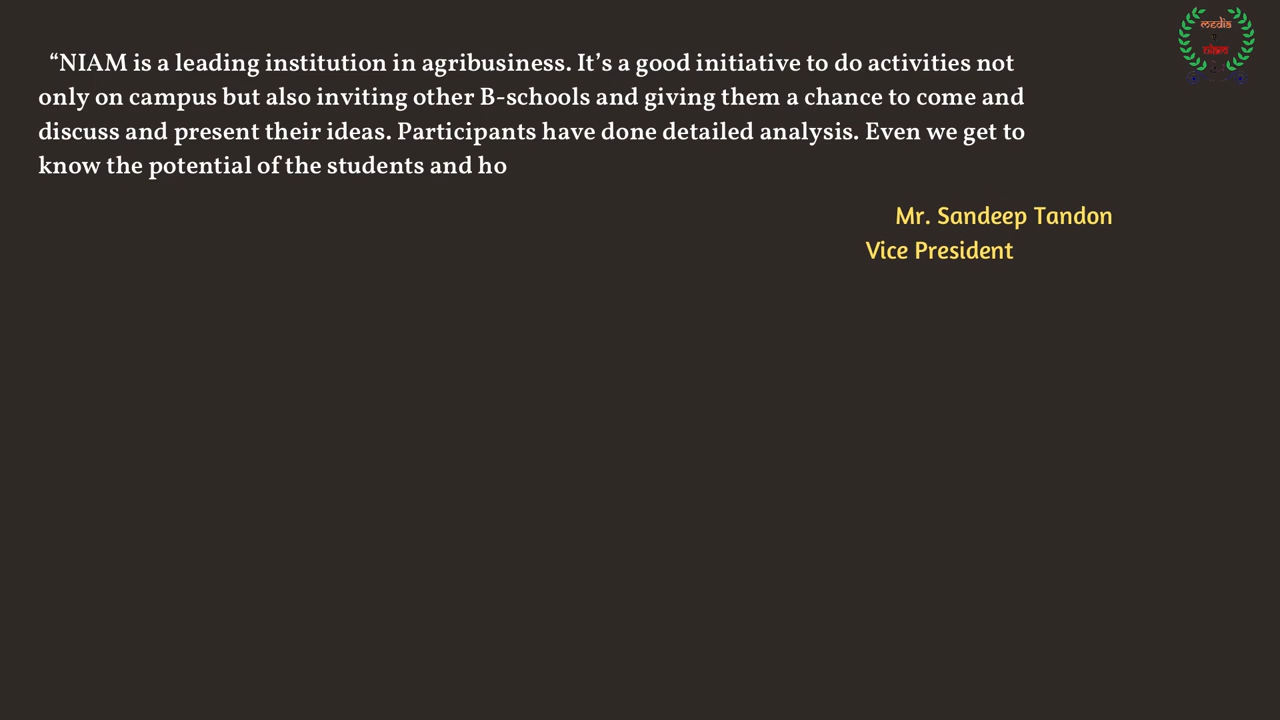 “NIAM is a leading institution in agribusiness. It’s a good initiative to do activities not
only on campus but also inviting other B-schools and giving them a chance to come and
discuss and present their ideas. Participants have done detailed analysis. Even we get to
know the potential of the students and ho
Mr. Sandeep Tandon
Vice President
media
niam